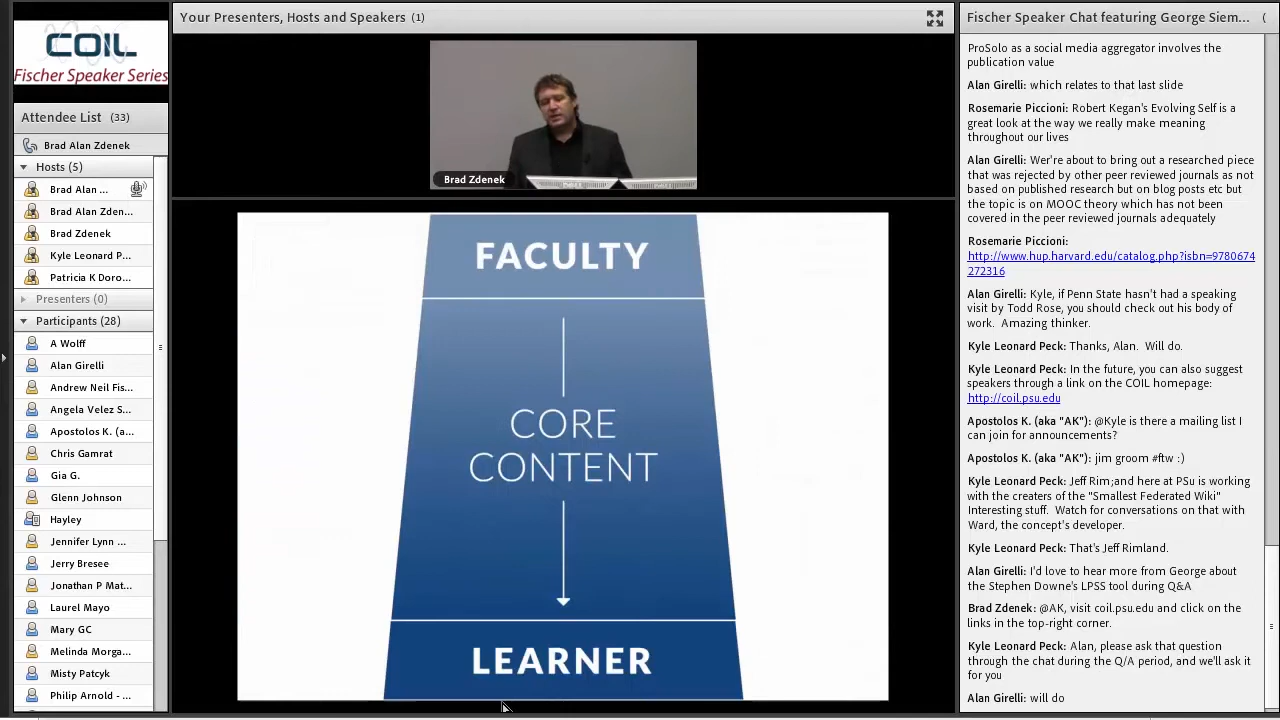 COIL
Fischer Speaker Series
Attendee List (33)
Brad Alan Zdenek
Hosts (5)
Brad Alan ...
Brad Alan Zden...
Brad Zdenek
Kyle Leonard P...
Patricia K Doro...
Presenters (0)
Participants (28)
A Wolff
Alan Girelli
Andrew Neil Fis...
Angela Velez S...
Apostolos K. (a...
Chris Gamrat
Gia G.
Glenn Johnson
Hayley
Jennifer Lynn ...
Jerry Bresee
Jonathan P Mat...
Laurel Mayo
Mary GC
Melinda Morga...
Misty Patcyk
Philip Arnold - ...
Your Presenters, Hosts and Speakers (1)
Brad Zdenek
FACULTY
CORE
CONTENT
LEARNER
Fischer Speaker Chat featuring George Siem... (
ProSolo as a social media aggregator involves the
publication value
Alan Girelli: which relates to that last slide
Rosemarie Piccioni: Robert Kegan's Evolving Self is a
great look at the way we really make meaning
throughout our lives
Alan Girelli: Wer're about to bring out a researched piece
that was rejected by other peer reviewed journals as not
based on published research but on blog posts etc but
the topic is on MOOC theory which has not been
covered in the peer reviewed journals adequately
Rosemarie Piccioni:
http://www.hup.harvard.edu/catalog.php?isbn=9780674
272316
Alan Girelli: Kyle, if Penn State hasn't had a speaking
visit by Todd Rose, you should check out his body of
work.  Amazing thinker.
Kyle Leonard Peck: Thanks, Alan.  Will do.
Kyle Leonard Peck: In the future, you can also suggest
speakers through a link on the COIL homepage:
http://coil.psu.edu
Apostolos K. (aka "AK"): @Kyle is there a mailing list I
can join for announcements?
Apostolos K. (aka "AK"): jim groom #ftw :)
Kyle Leonard Peck: Jeff Rim;and here at PSu is working
with the creators of the "Smallest Federated Wiki"
Interesting stuff.  Watch for conversations on that with
Ward, the concept's developer.
Kyle Leonard Peck: That's Jeff Rimland.
Alan Girelli: I'd love to hear more from George about
the Stephen Downe's LPSS tool during Q&A
Brad Zdenek: @AK, visit coil.psu.edu and click on the
links in the top-right corner.
Kyle Leonard Peck: Alan, please ask that question
through the chat during the Q/A period, and we'll ask it
for you
Alan Girelli: will do